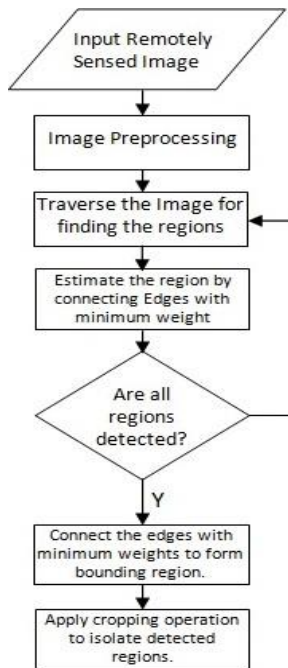 Input Remotely
Sensed Image
Image Preprocessing
Traverse the Image for
finding the regions
Estimate the region by
connecting Edges with
minimum weight
Are all
regions
detected?
Y
Connect the edges with
minimum weights to form
bounding region.
Apply cropping operation
to isolate detected
regions.